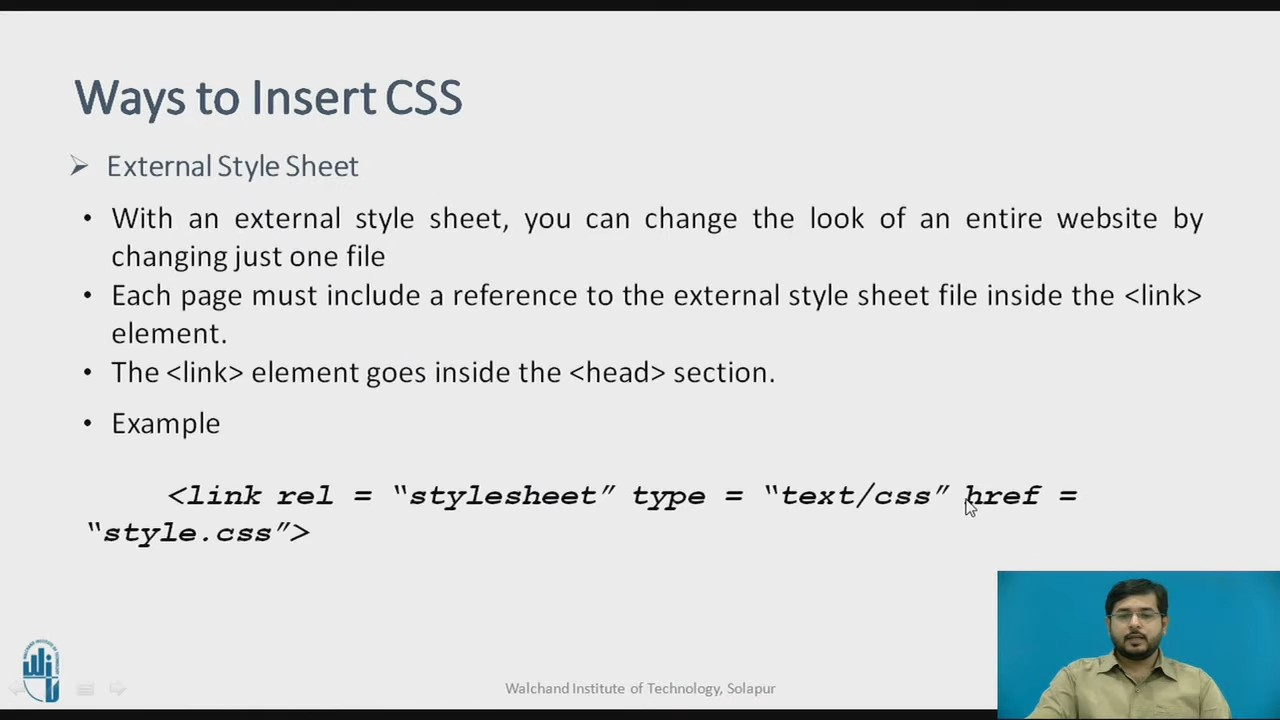 Ways to Insert CSS
➢ External Style Sheet
• With an external style sheet, you can change the look of an entire website by
changing just one file
• Each page must include a reference to the external style sheet file inside the <link>
element.
• The <link> element goes inside the <head> section.
• Example
<link rel = “stylesheet” type = “text/css” href =
“style.css”>
Walchand Institute of Technology, Solapur